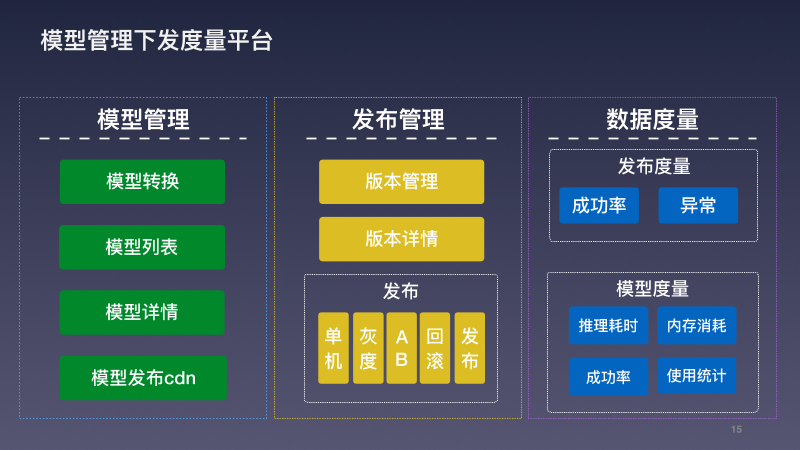 模型管理下发度量平台
模型管理
模型转换
模型列表
模型详情
模型发布cdn
发布管理
版本管理
版本详情
发布
单机
灰度
AB
回滚
发布
数据度量
发布度量
成功率
异常
模型度量
推理耗时
内存消耗
成功率
使用统计
15